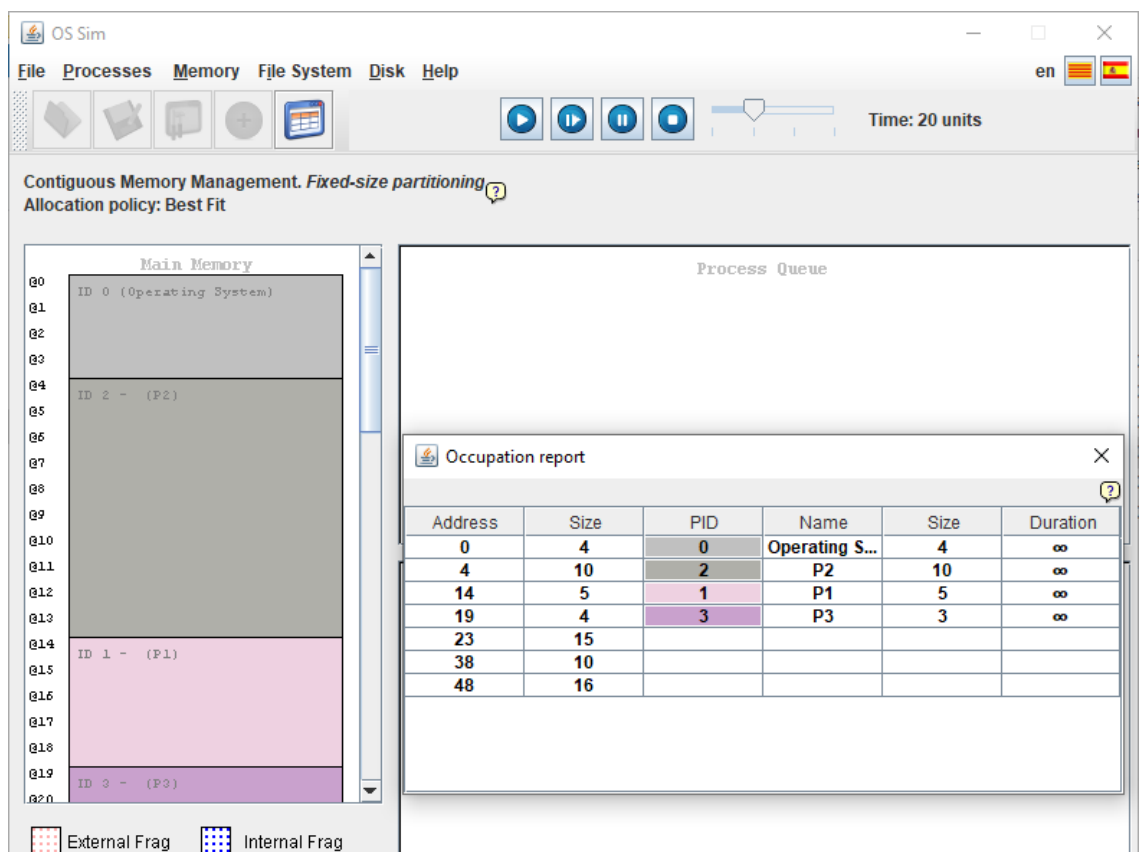 OS Sim
File Processes Memory File System Disk Help en
Time: 20 units
Contiguous Memory Management. Fixed-size partitioning ?
Allocation policy: Best Fit
Main Memory
@0
ID 0 (Operating System)
@1
@2
@3
@4
ID 2 - (P2)
@5
@6
@7
@8
@9
@10
@11
@12
@13
@14
ID 1 - (P1)
@15
@16
@17
@18
@19
ID 3 - (P3)
@20
External Frag Internal Frag
Process Queue
Occupation report
?
Address Size PID Name Size Duration
0 4 0 Operating S... 4 ∞
4 10 2 P2 10 ∞
14 5 1 P1 5 ∞
19 4 3 P3 3 ∞
23 15
38 10
48 16